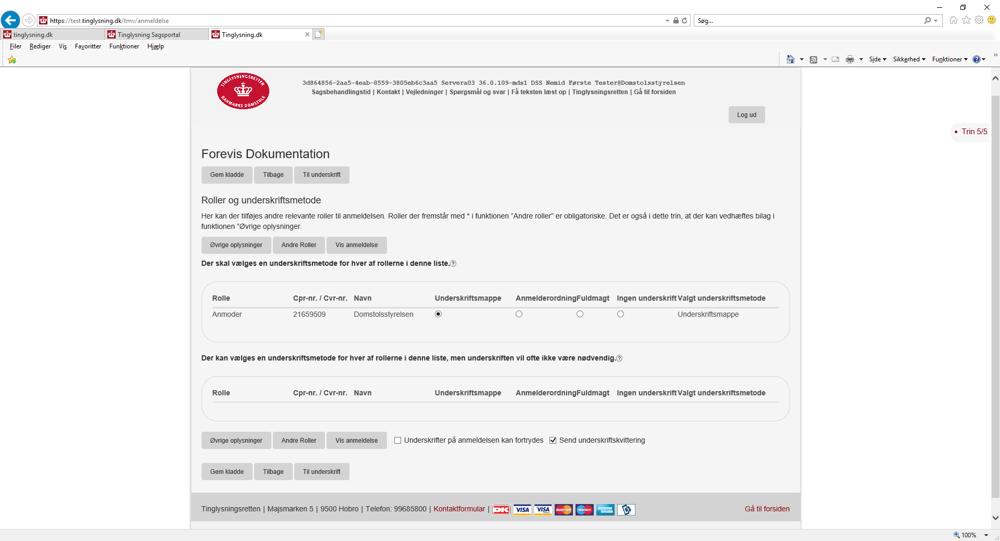 https://test.tinglysning.dk/tmv/anmeldelse
Søg...
tinglysning.dk
Tinglysning Sagsportal
Tinglysning.dk
Filer Rediger Vis Favoritter Funktioner Hjælp
Side Sikkerhed Funktioner
TINGLYSNINGSRETTEN
DANMARKS DOMSTOLE
3d864856-2aa5-4eab-8559-3805eb6c3aa5 Servera03 36.0.109-mds1 DSS Nemid Første Tester@Domstolsstyrelsen
Sagsbehandlingstid | Kontakt | Vejledninger | Spørgsmål og svar | Få teksten læst op | Tinglysningsretten | Gå til forsiden
Log ud
• Trin 5/5
Forevis Dokumentation
Gem kladde Tilbage Til underskrift
Roller og underskriftsmetode
Her kan der tilføjes andre relevante roller til anmeldelsen. Roller der fremstår med * i funktionen ”Andre roller” er obligatoriske. Det er også i dette trin, at der kan vedhæftes bilag i
funktionen ”Øvrige oplysninger.
Øvrige oplysninger Andre Roller Vis anmeldelse
Der skal vælges en underskriftsmetode for hver af rollerne i denne liste.?
Rolle Cpr-nr. / Cvr-nr. Navn Underskriftsmappe Anmelderordning Fuldmagt Ingen underskrift Valgt underskriftsmetode
Anmoder 21659509 Domstolsstyrelsen Underskriftsmappe
Der kan vælges en underskriftsmetode for hver af rollerne i denne liste, men underskriften vil ofte ikke være nødvendig.?
Rolle Cpr-nr. / Cvr-nr. Navn Underskriftsmappe Anmelderordning Fuldmagt Ingen underskrift Valgt underskriftsmetode
Øvrige oplysninger Andre Roller Vis anmeldelse Underskrifter på anmeldelsen kan fortrydes Send underskriftskvittering
Gem kladde Tilbage Til underskrift
Tinglysningsretten | Majsmarken 5 | 9500 Hobro | Telefon: 99685800 | Kontaktformular | DK VISA VISA MasterCard Maestro Gå til forsiden
100%